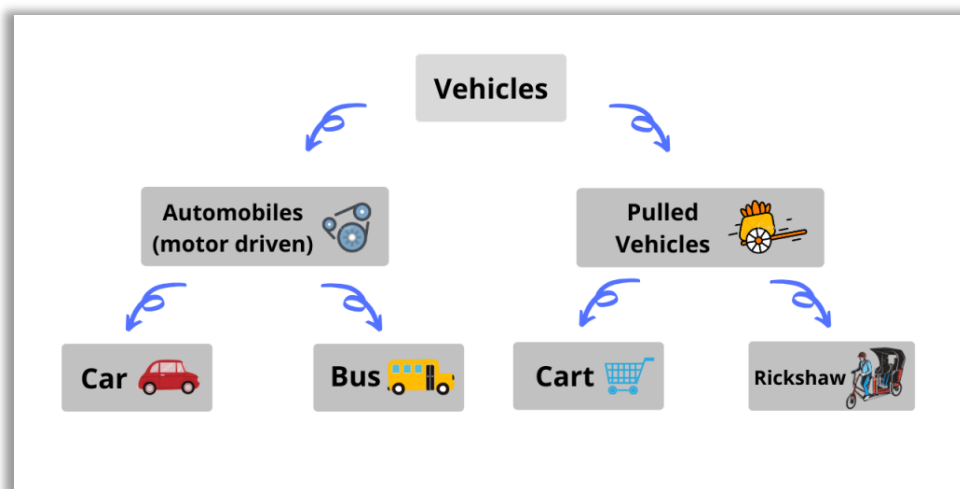 Vehicles
Automobiles
(motor driven)
Pulled
Vehicles
Car
Bus
Cart
Rickshaw